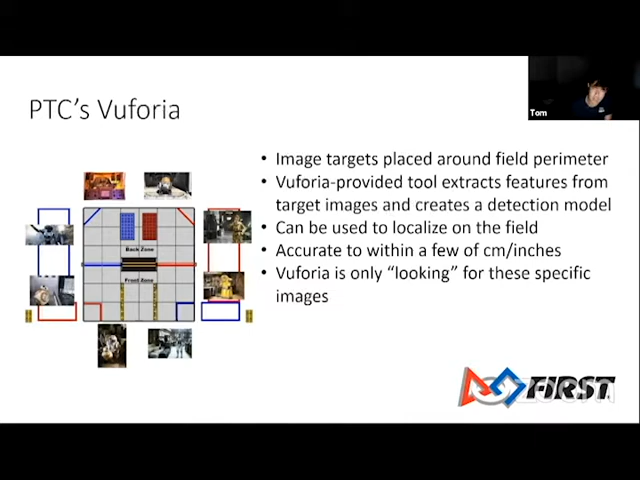 Tom
PTC's Vuforia
• Image targets placed around field perimeter
• Vuforia-provided tool extracts features from
target images and creates a detection model
• Can be used to localize on the field
• Accurate to within a few of cm/inches
• Vuforia is only "looking" for these specific
images
Back Zone
Front Zone
FIRST
zoom